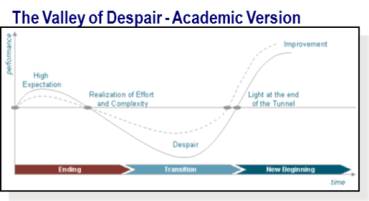 The Valley of Despair - Academic Version
performance
Improvement
High
Expectation
Realization of Effort
and Complexity
Light at the end
of the Tunnel
Despair
Ending
Transition
New Beginning
time